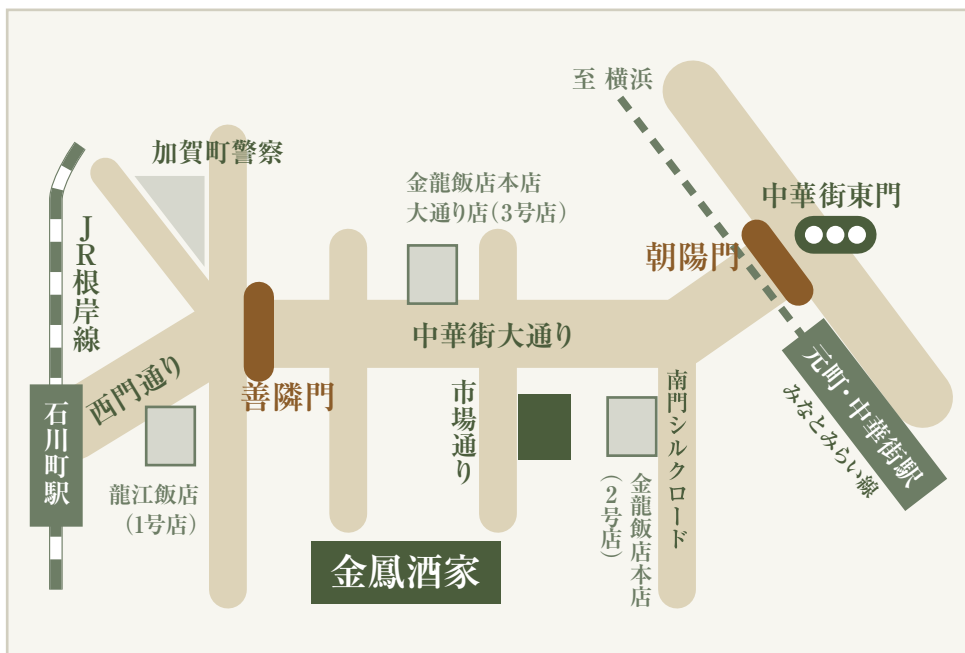 至 横浜
加賀町警察
金龍飯店本店
大通り店(3号店)
中華街東門
JR根岸線
朝陽門
中華街大通り
西門通り
善隣門
石川町駅
市場通り
南門シルクロード
元町・中華街駅
みなとみらい線
龍江飯店
(1号店)
金龍飯店本店
(2号店)
金鳳酒家